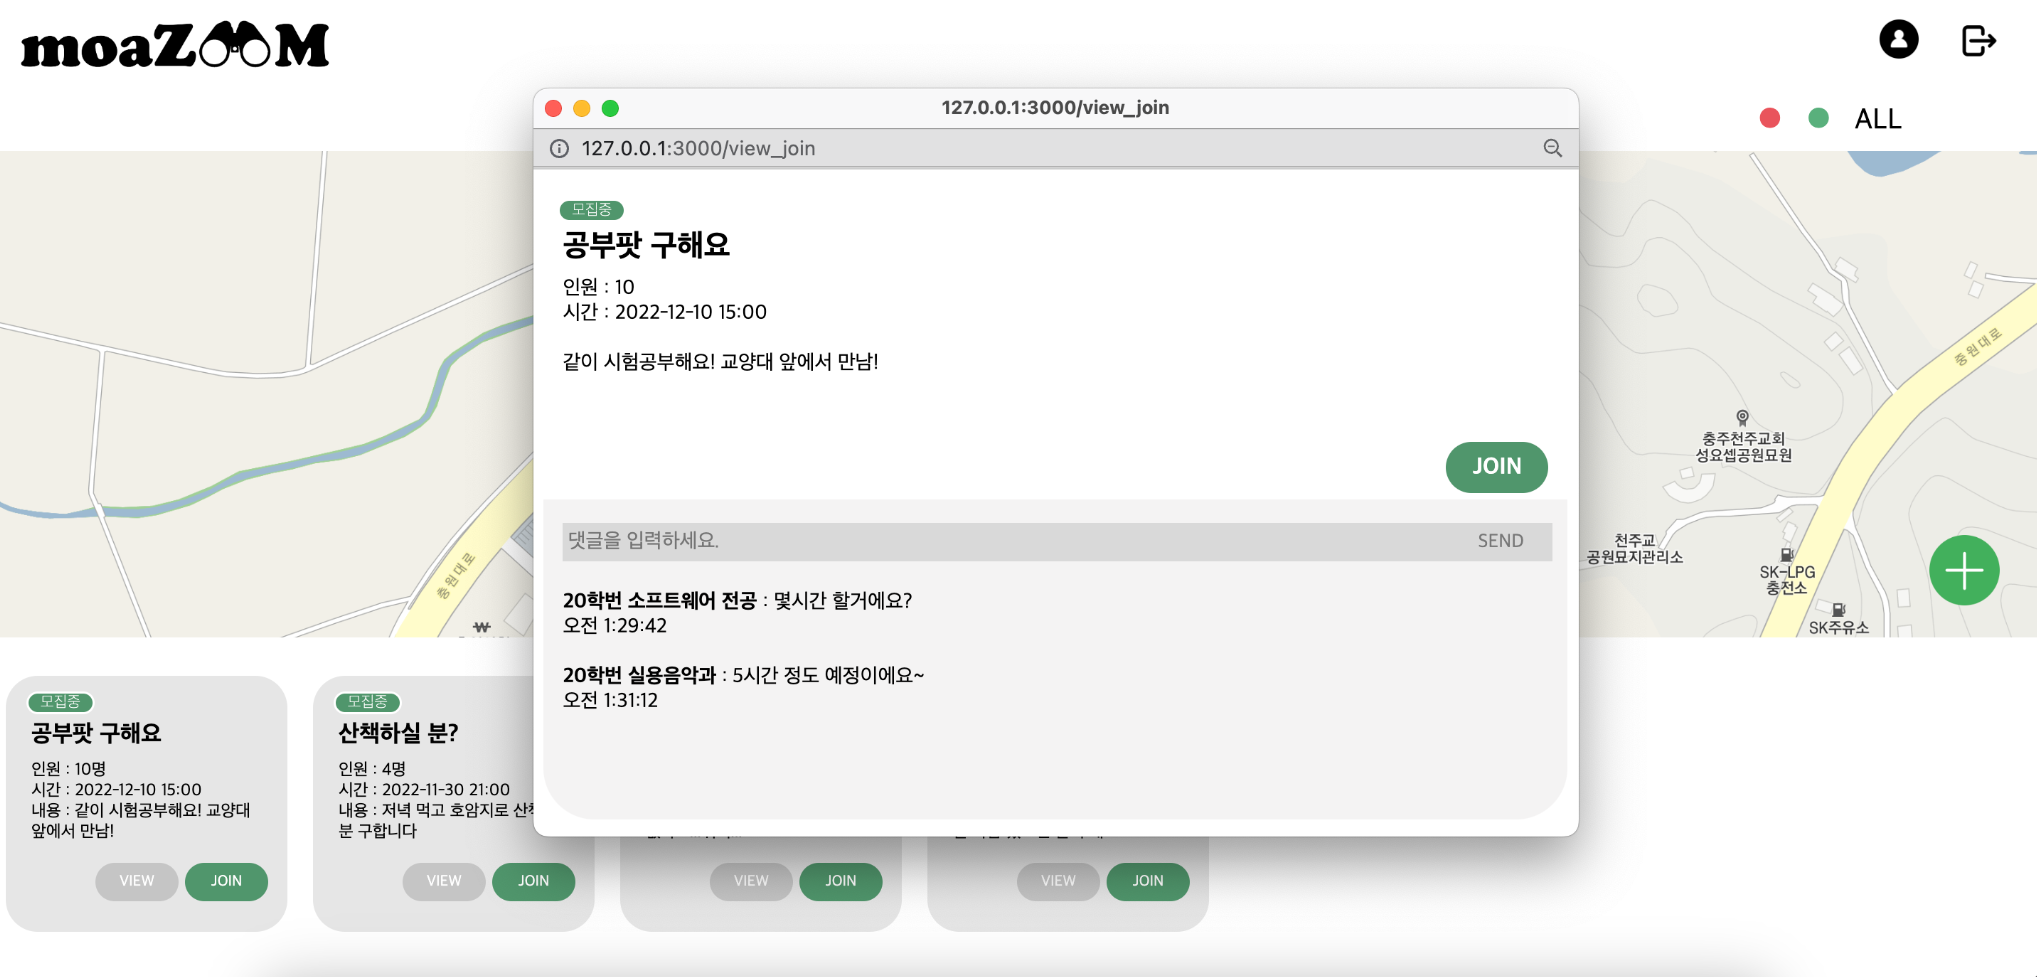 moaZOOM
ALL
127.0.0.1:3000/view_join
127.0.0.1:3000/view_join
모집중
공부팟 구해요
인원 : 10
시간 : 2022-12-10 15:00
같이 시험공부해요! 교양대 앞에서 만남!
JOIN
댓글을 입력하세요.
SEND
20학번 소프트웨어 전공 : 몇시간 할거에요?
오전 1:29:42
20학번 실용음악과 : 5시간 정도 예정이에요~
오전 1:31:12
중원대로
충주천주교회
성요셉공원묘원
천주교
공원묘지관리소
SK-LPG
충전소
SK주유소
중원대로
모집중
공부팟 구해요
인원 : 10명
시간 : 2022-12-10 15:00
내용 : 같이 시험공부해요! 교양대
앞에서 만남!
VIEW
JOIN
모집중
산책하실 분?
인원 : 4명
시간 : 2022-11-30 21:00
내용 : 저녁 먹고 호암지로
분 구합니다
VIEW
JOIN
VIEW
JOIN
VIEW
JOIN